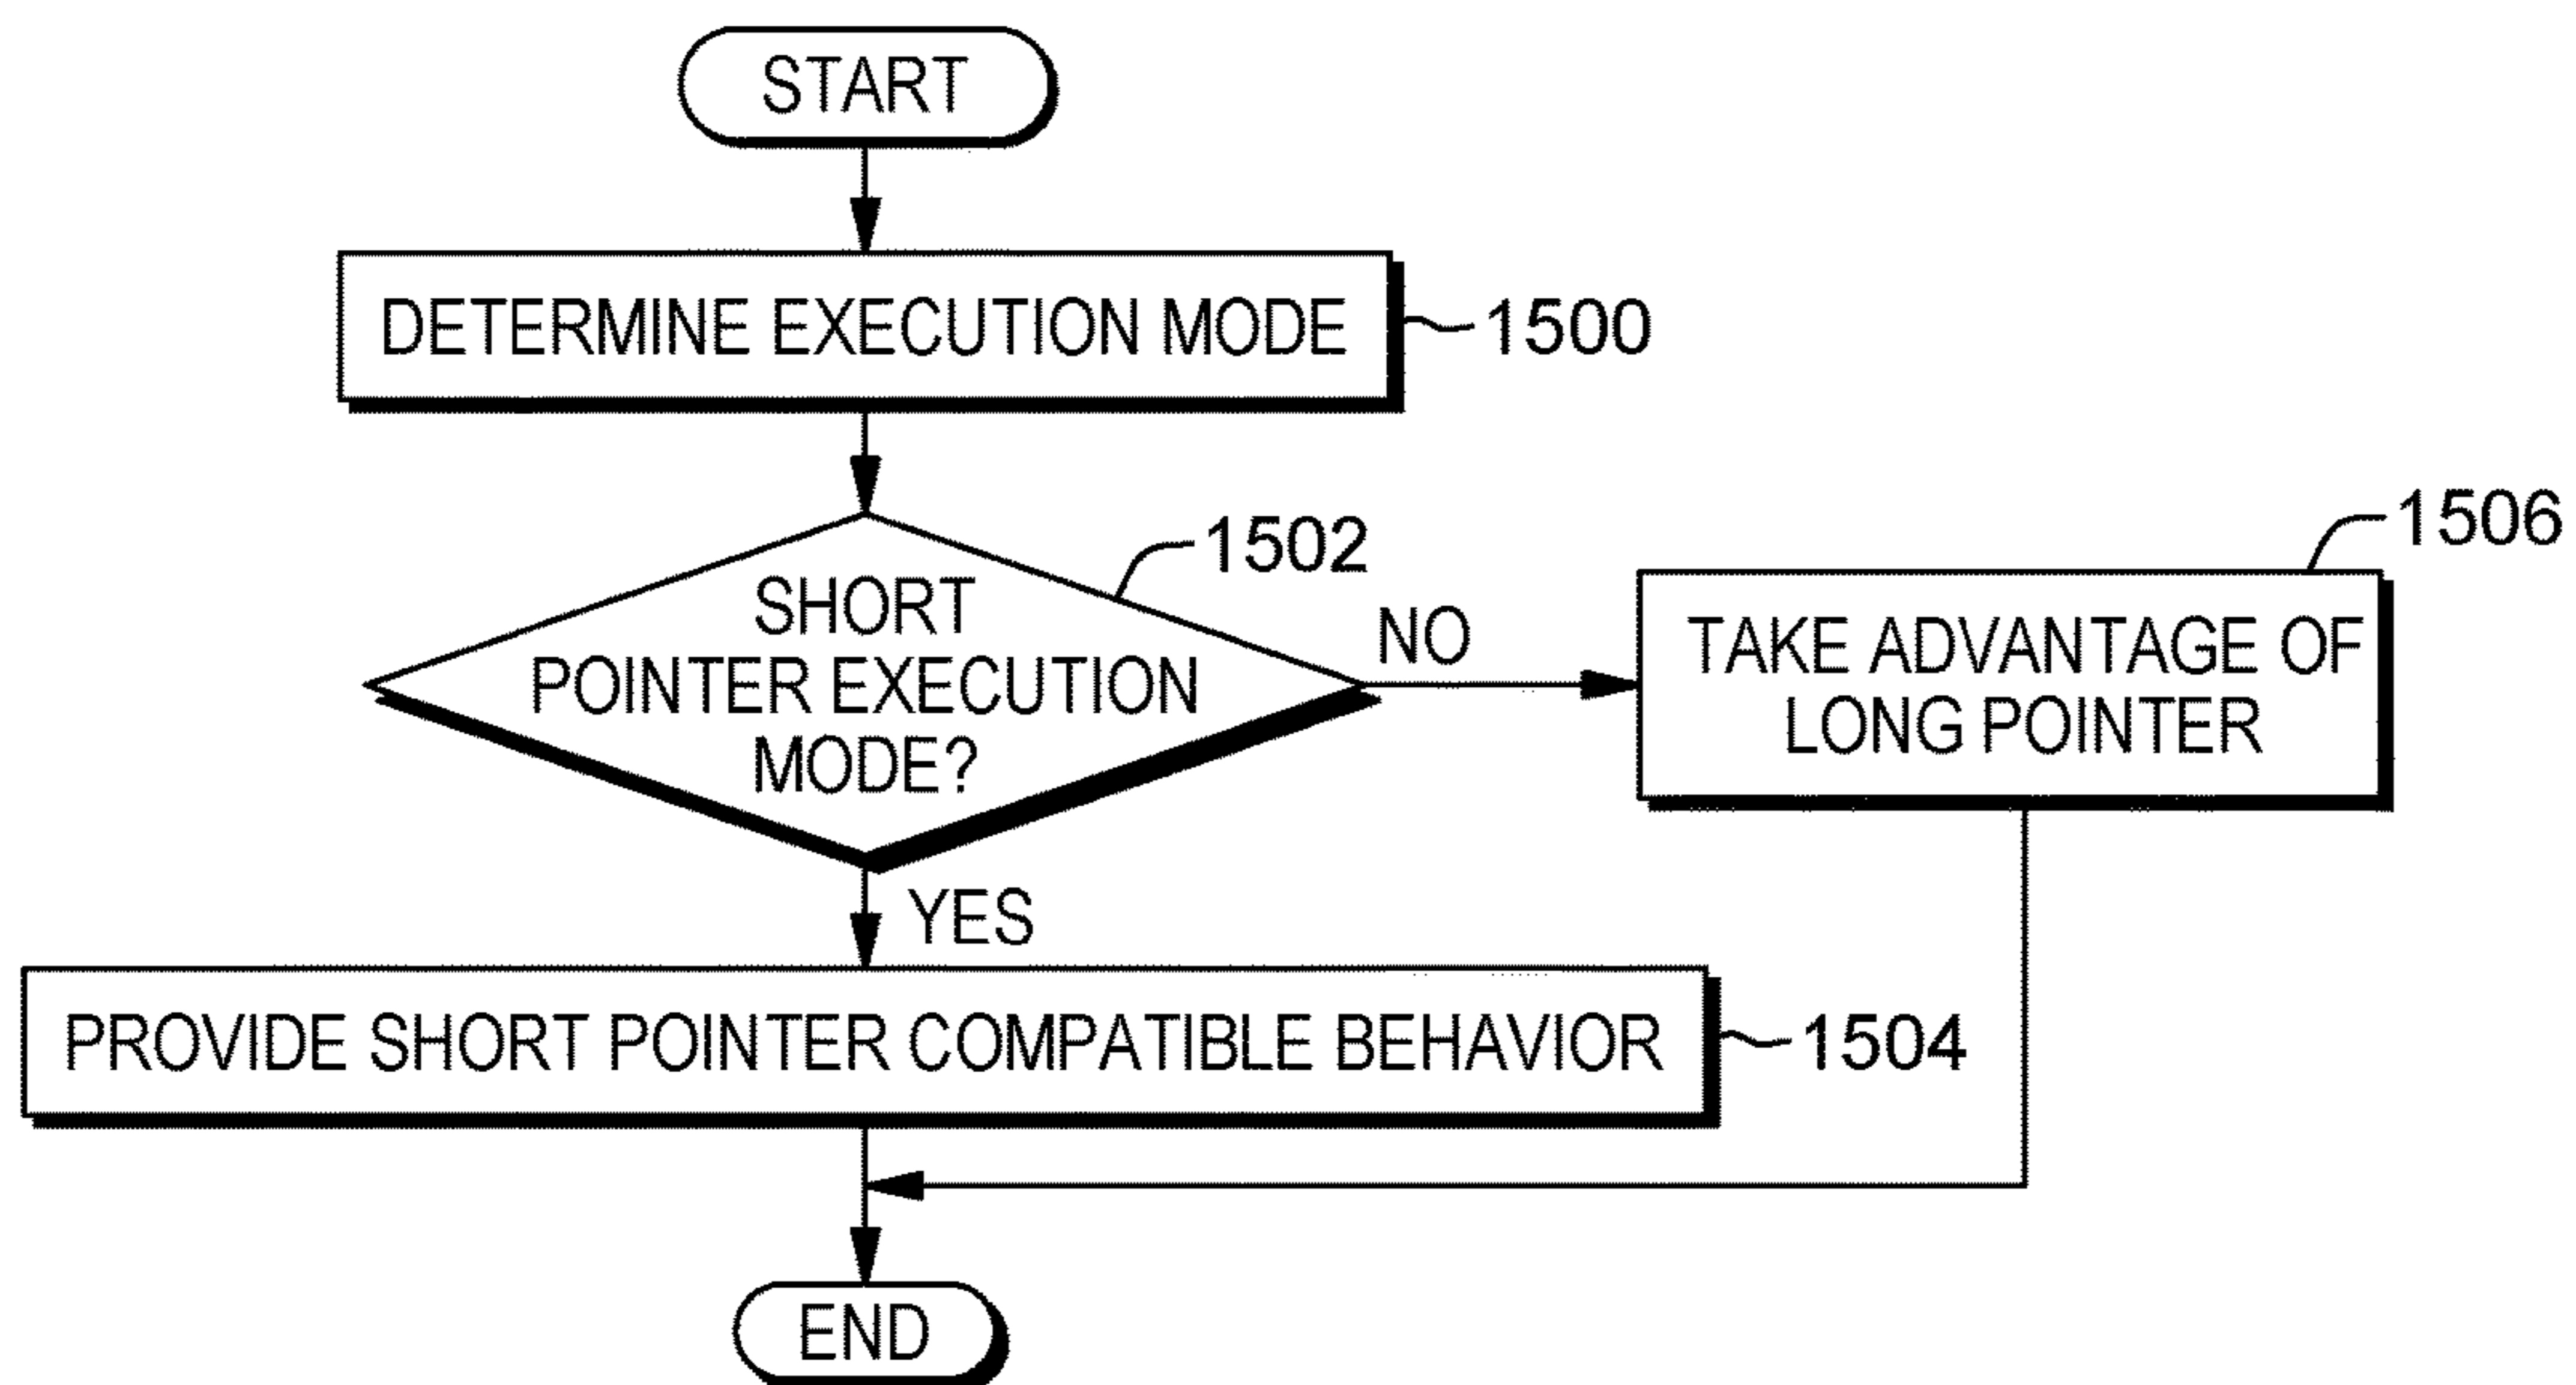 START
DETERMINE EXECUTION MODE
1500
1502
SHORT
POINTER EXECUTION
MODE?
NO
1506
TAKE ADVANTAGE OF
LONG POINTER
YES
PROVIDE SHORT POINTER COMPATIBLE BEHAVIOR
1504
END